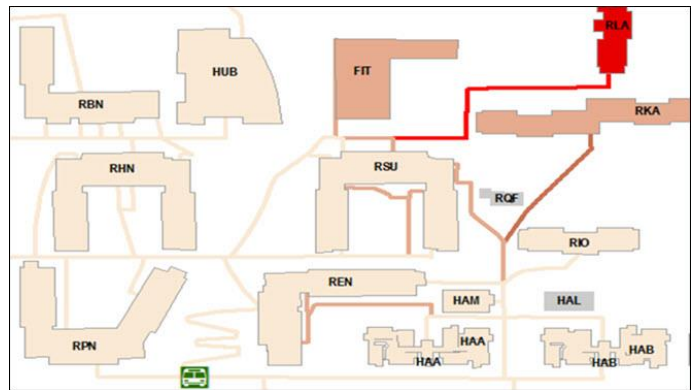 RLA
HUB
FIT
RBN
RKA
RHN
RSU
RQF
RIO
REN
HAM
HAL
RPN
HAA
HAA
HAB
HAB